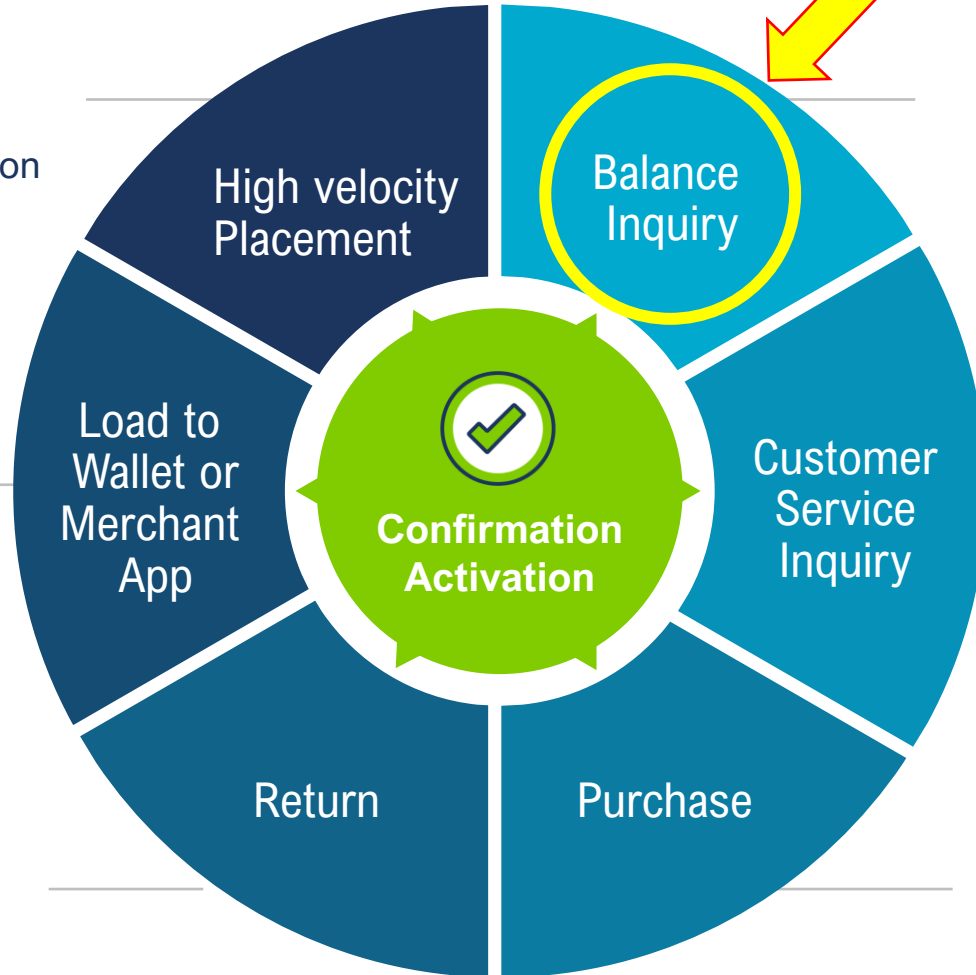 on
High velocity
Placement
Balance
Inquiry
Load to
Wallet or
Merchant
App
Confirmation
Activation
Customer
Service
Inquiry
Return
Purchase